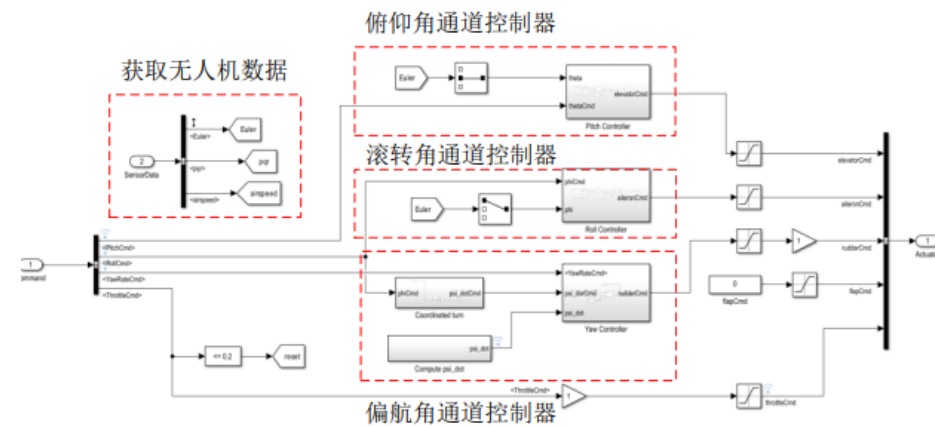 俯仰角通道控制器
获取无人机数据
Euler
theta
elevatorCmd
thetaCmd
Pitch Controller
<Euler>
Euler
2
SensorData
<pqr>
pqr
<airspeed>
airspeed
滚转角通道控制器
phiCmd
aileronCmd
Euler
phi
Roll Controller
elevatorCmd
aileronCmd
1
rudderCmd
1
Actuato
0
flapCmd
flapCmd
1
ommand
<PitchCmd>
<RollCmd>
<YawRateCmd>
<ThrottleCmd>
<YawRateCmd>
phiCmd
psi_dotCmd
psi_dotCmd
rudderCmd
Coordinated turn
psi_dot
Yaw Controller
psi_dot
Compute psi_dot
<= 0.2
reset
<ThrottleCmd>
1
throttleCmd
偏航角通道控制器